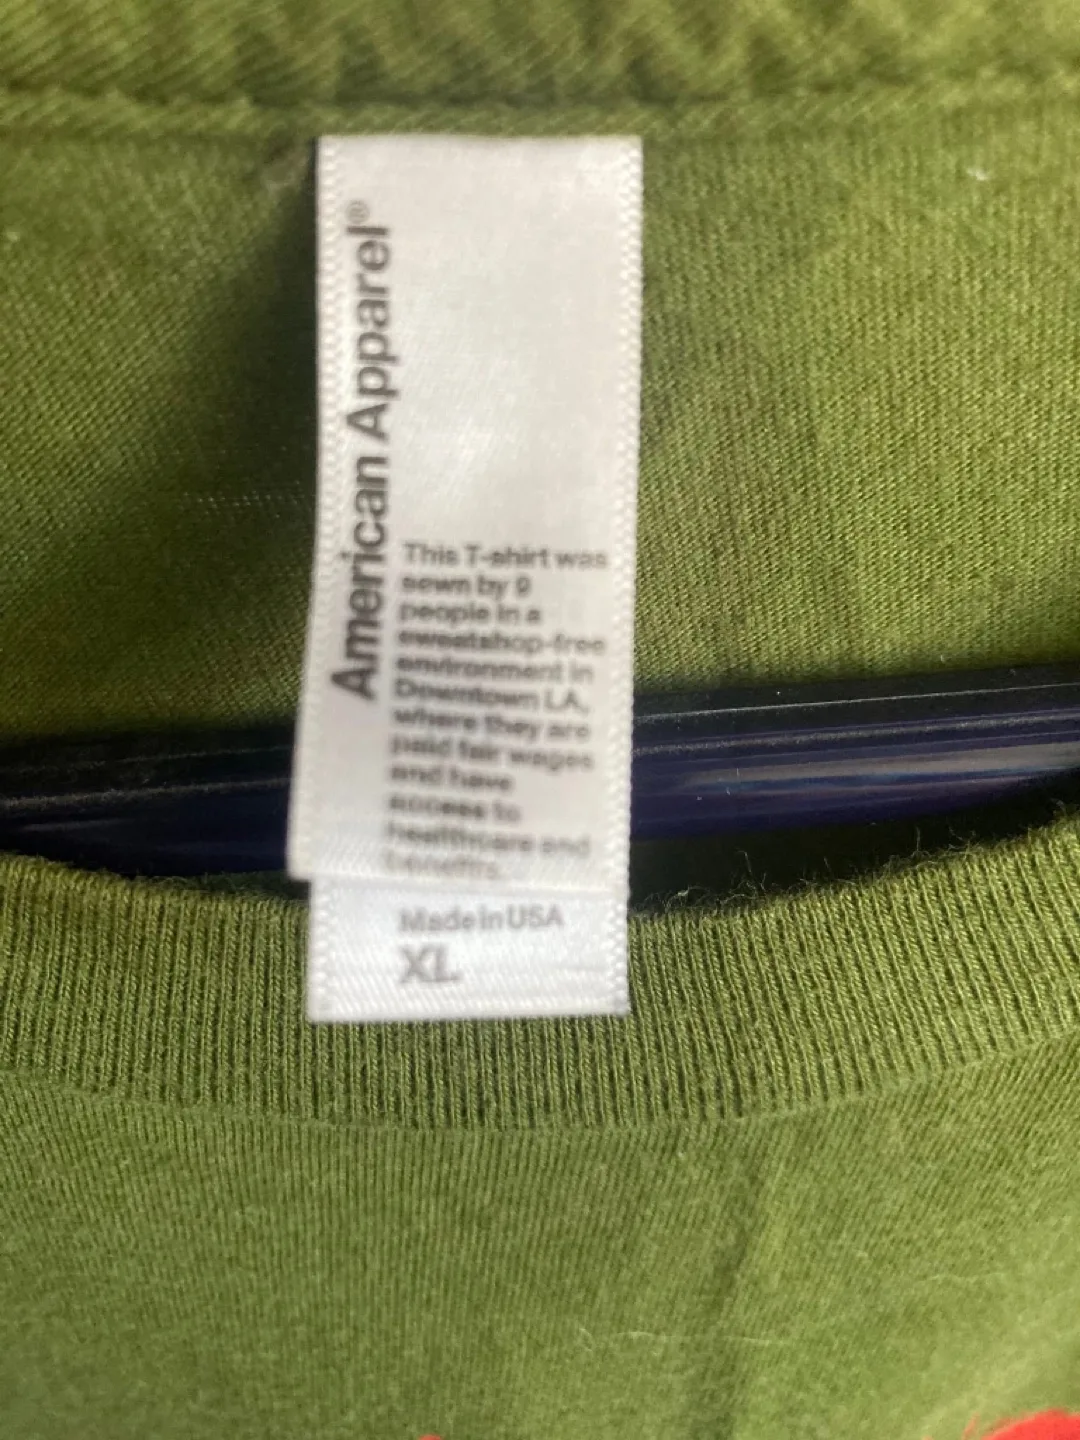 American Apparel®
This T-shirt was
sewn by 9
people in a
sweatshop-free
environment in
Downtown LA,
where they are
paid fair wages
and have
access to
healthcare and
benefits.
Made in USA
XL